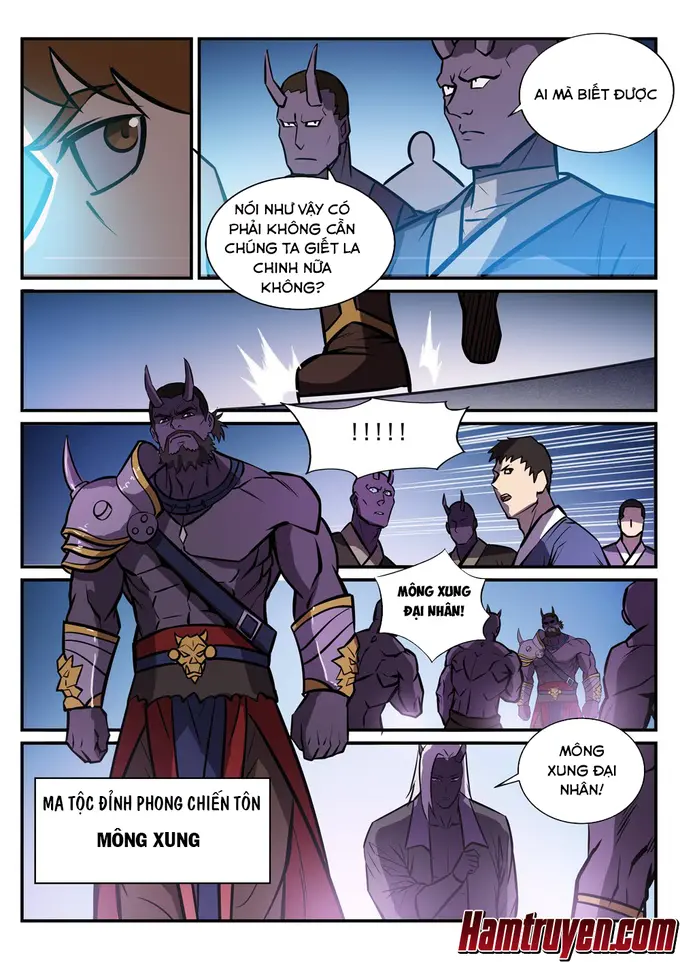 AI MÀ BIẾT ĐƯỢC
NÓI NHƯ VẬY CÓ
PHẢI KHÔNG CẦN
CHÚNG TA GIẾT LA
CHINH NỮA
KHÔNG?
!!!!!
MÔNG XUNG
ĐẠI NHÂN!
MÔNG
XUNG ĐẠI
NHÂN!
MA TỘC ĐỈNH PHONG CHIẾN TÔN
MÔNG XUNG
Hamtruyen.com